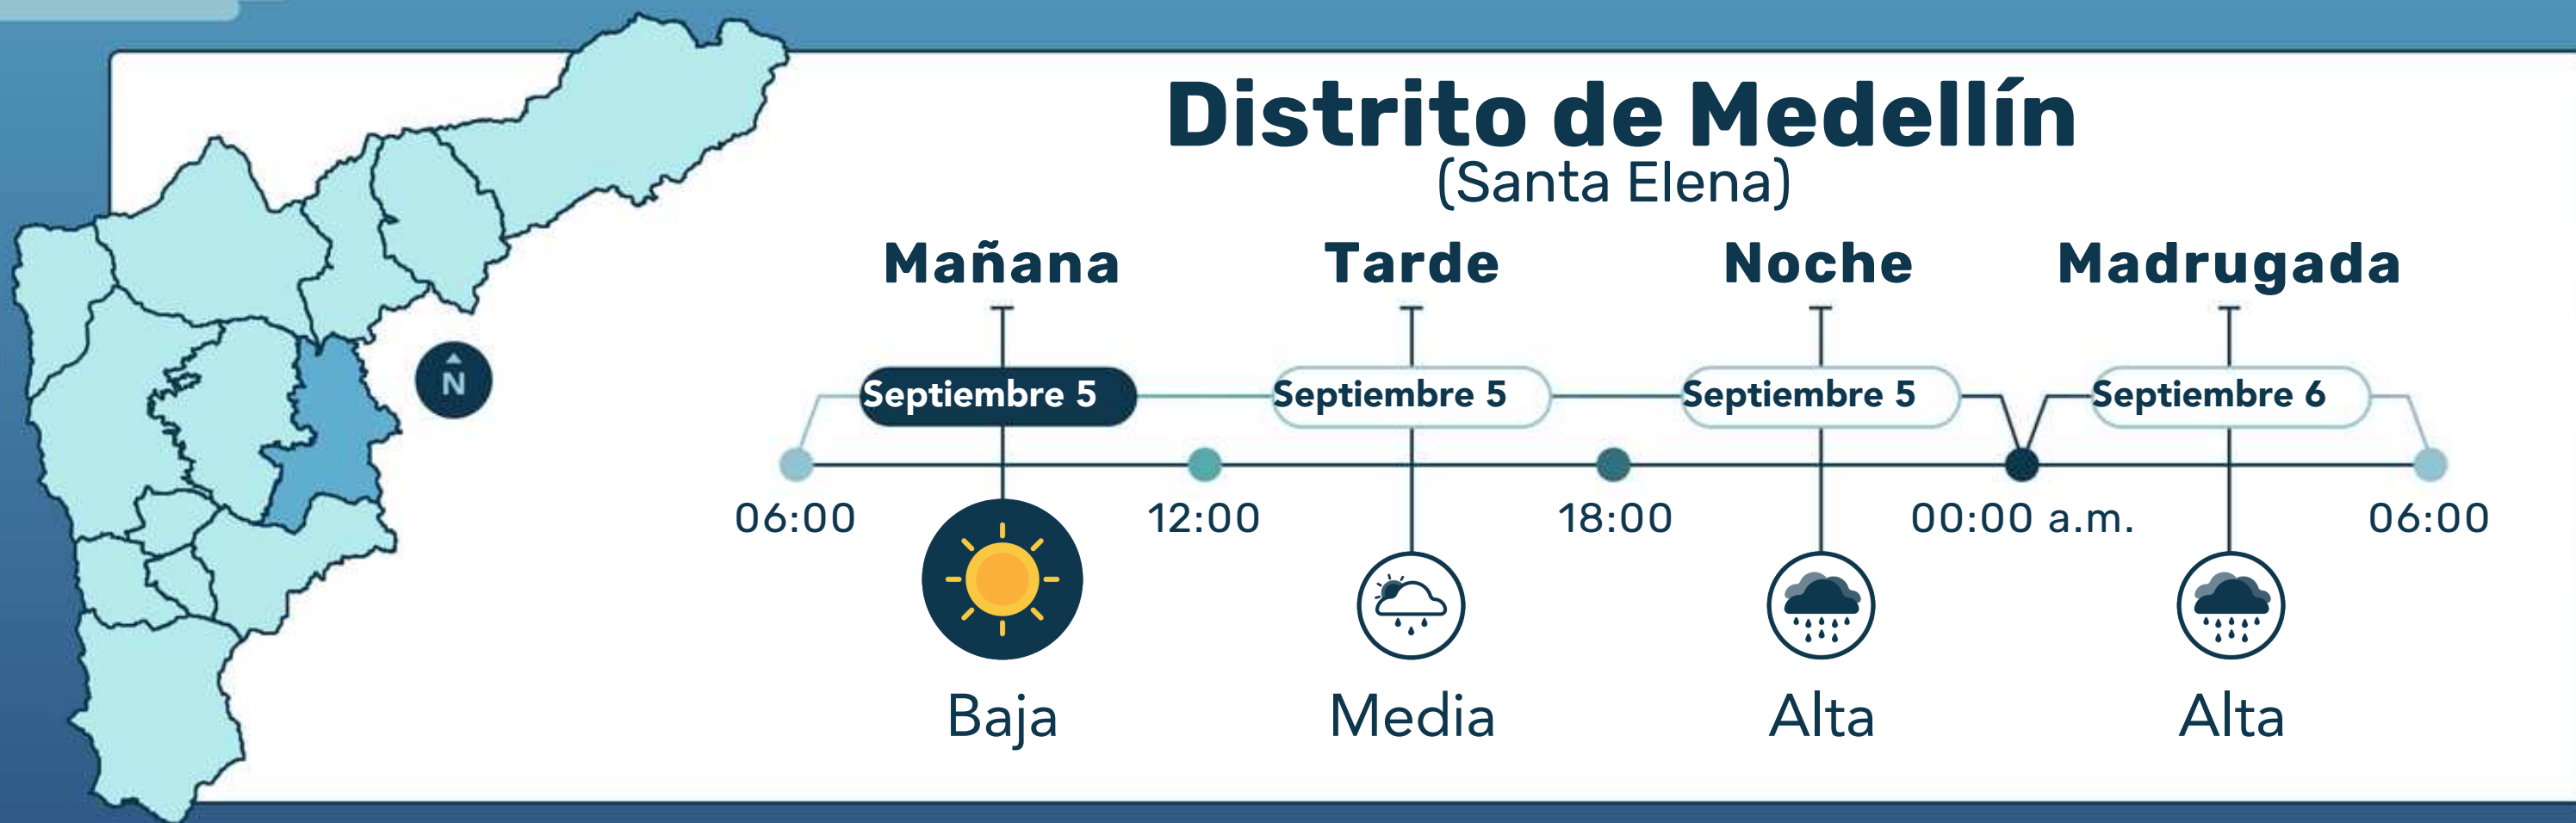 Distrito de Medellín
(Santa Elena)
Mañana Tarde Noche Madrugada
N
Septiembre 5 Septiembre 5 Septiembre 5 Septiembre 6
06:00 12:00 18:00 00:00 a.m. 06:00
Baja Media Alta Alta